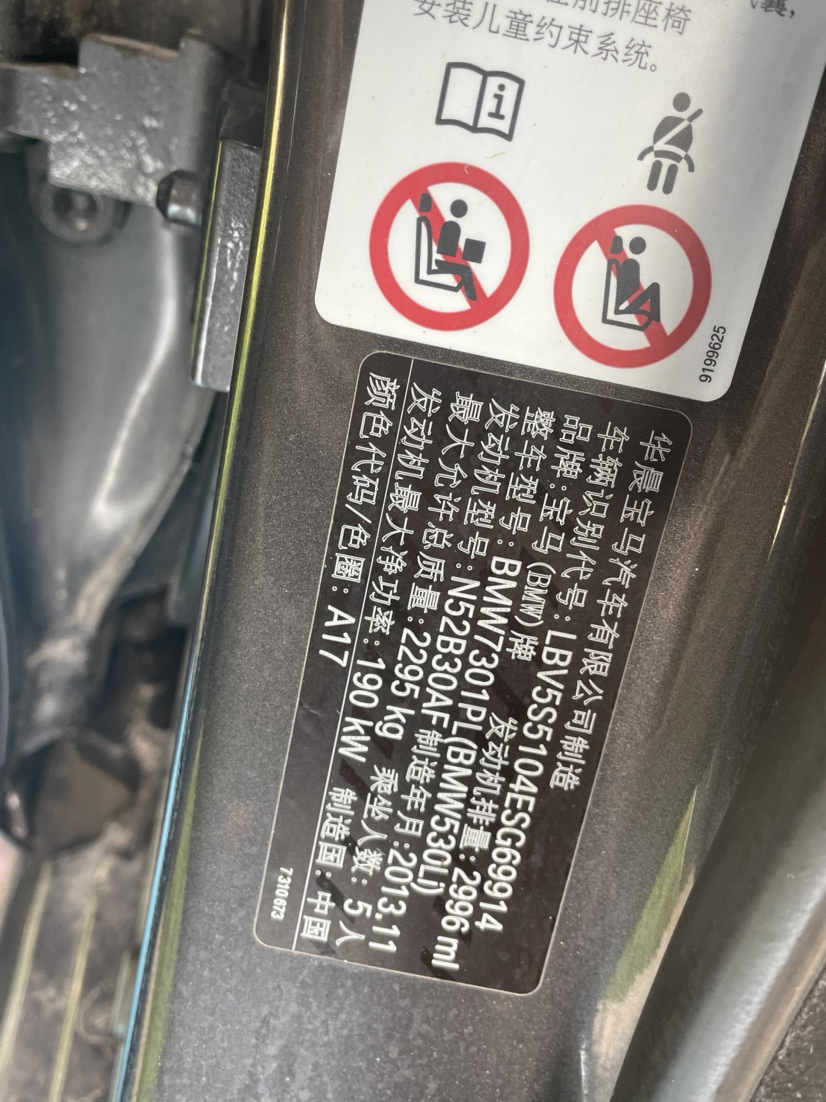 前排座椅
安装儿童约束系统。
9199625
华晨宝马汽车有限公司制造
车辆识别代号:LBV5S5104ESG69914
品牌:宝马(BMW)牌 发动机排量:2996 ml
整车型号:BMW7301PL(BMW530Li)
发动机型号:N52B30AF 制造年月:2013.11
最大允许总质量:2295 kg 乘坐人数:5人
发动机最大净功率:190 kW 制造国:中国
颜色代码/色圈:A17
7310673